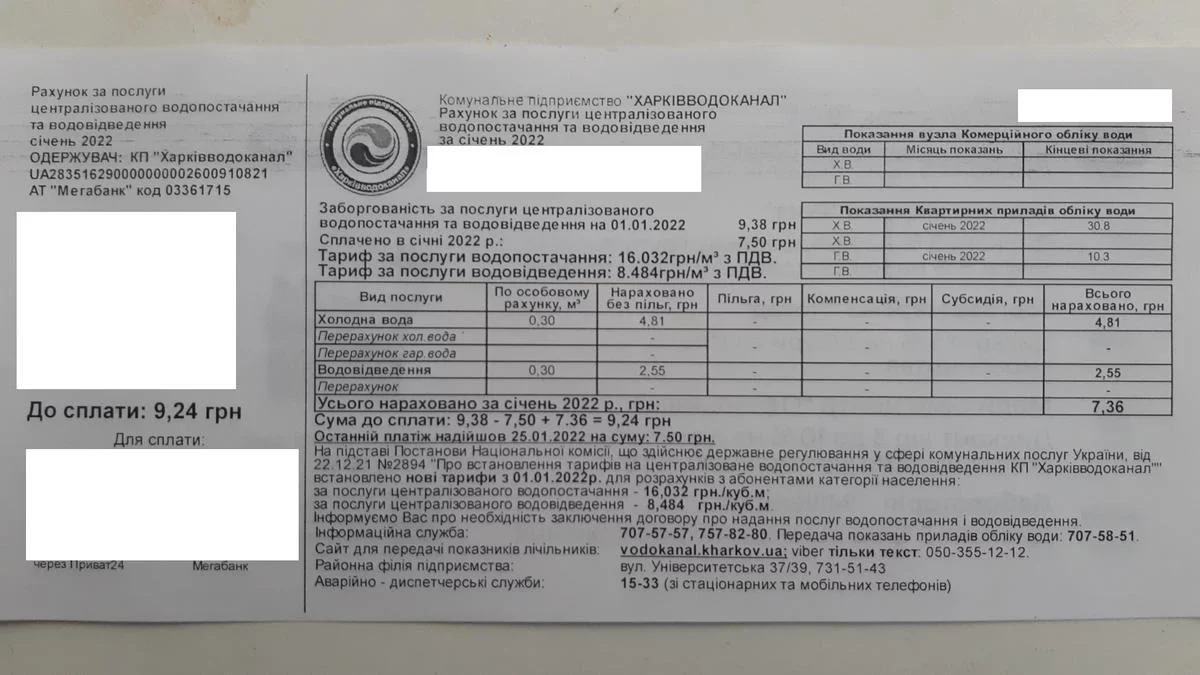 Рахунок за послуги
централізованого водопостачання
та водовідведення
січень 2022
ОДЕРЖУВАЧ: КП "Харківводоканал"
UA283516290000000002600910821
АТ "Мегабанк" код 03361715
До сплати: 9,24 грн
Для сплати:
через Приват24 Мегабанк
комунальне підприємство
«Харківводоканал»
Комунальне підприємство "ХАРКІВВОДОКАНАЛ"
Рахунок за послуги централізованого
водопостачання та водовідведення
за січень 2022
Показання вузла Комерційного обліку води
Вид води Місяць показань Кінцеві показання
Х.В.
Г.В.
Заборгованість за послуги централізованого
водопостачання та водовідведення на 01.01.2022 9,38 грн
Сплачено в січні 2022 р.: 7,50 грн
Тариф за послуги водопостачання: 16.032грн/м³ з ПДВ.
Тариф за послуги водовідведення: 8.484грн/м³ з ПДВ.
Показання Квартирних приладів обліку води
Х.В. січень 2022 30.8
Х.В.
Г.В. січень 2022 10.3
Г.В.
Вид послуги По особовому рахунку, м³ Нараховано без пільг, грн Пільга, грн Компенсація, грн Субсидія, грн Всього нараховано, грн
Холодна вода 0,30 4,81 - - - 4,81
Перерахунок хол.вода - - - - -
Перерахунок гар.вода -
Водовідведення 0,30 2,55 - - - 2,55
Перерахунок - - - - -
Усього нараховано за січень 2022 р., грн: 7,36
Сума до сплати: 9,38 - 7,50 + 7.36 = 9,24 грн
Останній платіж надійшов 25.01.2022 на суму: 7.50 грн.
На підставі Постанови Національної комісії, що здійснює державне регулювання у сфері комунальних послуг України, від
22.12.21 №2894 "Про встановлення тарифів на централізоване водопостачання та водовідведення КП "Харківводоканал""
встановлено нові тарифи з 01.01.2022р. для розрахунків з абонентами категорії населення:
за послуги централізованого водопостачання - 16,032 грн./куб.м;
за послуги централізованого водовідведення - 8,484 грн./куб.м.
Інформуємо Вас про необхідність заключення договору про надання послуг водопостачання і водовідведення.
Інформаційна служба: 707-57-57, 757-82-80. Передача показань приладів обліку води: 707-58-51.
Сайт для передачі показників лічільників: vodokanal.kharkov.ua; viber тільки текст: 050-355-12-12.
Районна філія підприємства: вул. Університетська 37/39, 731-51-43
Аварійно - диспетчерські служби: 15-33 (зі стаціонарних та мобільних телефонів)